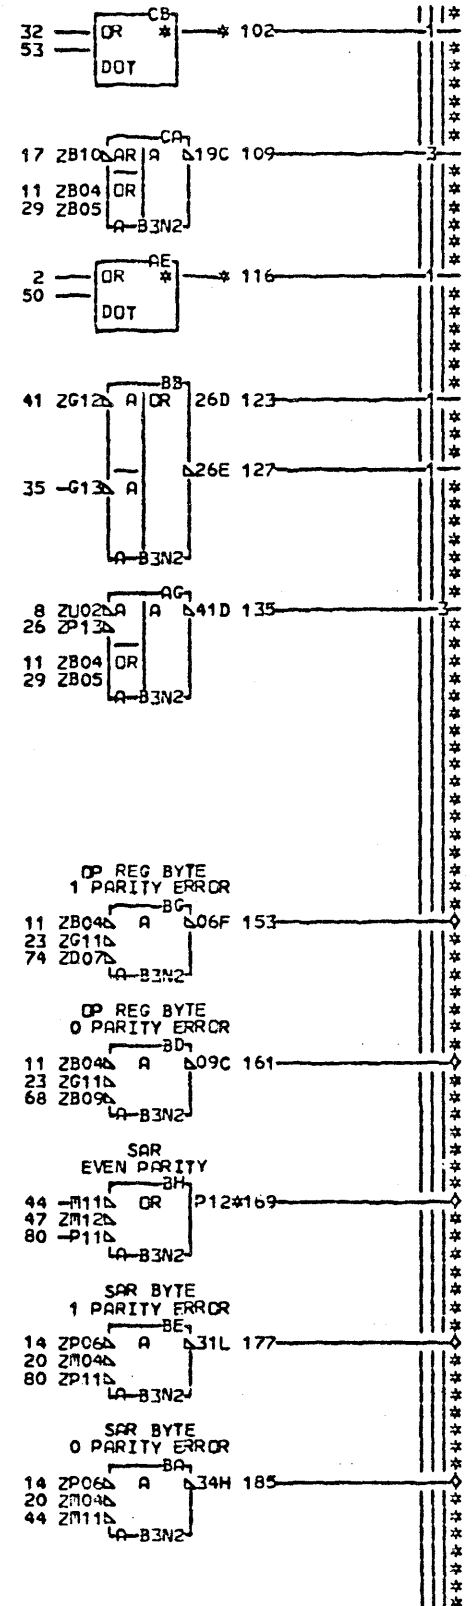 CB
32 OR * * 102 1
53
DOT
CA
17 ZB10 AR A 19C 109 3
11 ZB04 OR
29 ZB05
A B3N2
AE
2 OR * * 116 1
50
DOT
BB
41 ZG12 A OR 26D 123 1
26E 127 1
35 -G13 A
A B3N2
AG
8 ZU02 A A 41D 135 3
26 ZP13
11 ZB04 OR
29 ZB05
A B3N2
OP REG BYTE
1 PARITY ERROR
BG
11 ZB04 A 06F 153
23 ZG11
74 ZD07
A B3N2
OP REG BYTE
0 PARITY ERROR
BD
11 ZB04 A 09C 161
23 ZG11
68 ZB09
A B3N2
SAR
EVEN PARITY
BH
44 -M11 OR P12*169
47 ZM12
80 -P11
A B3N2
SAR BYTE
1 PARITY ERROR
BE
14 ZP06 A 31L 177
20 ZM04
80 ZP11
A B3N2
SAR BYTE
0 PARITY ERROR
BA
14 ZP06 A 34H 185
20 ZM04
44 ZM11
A B3N2